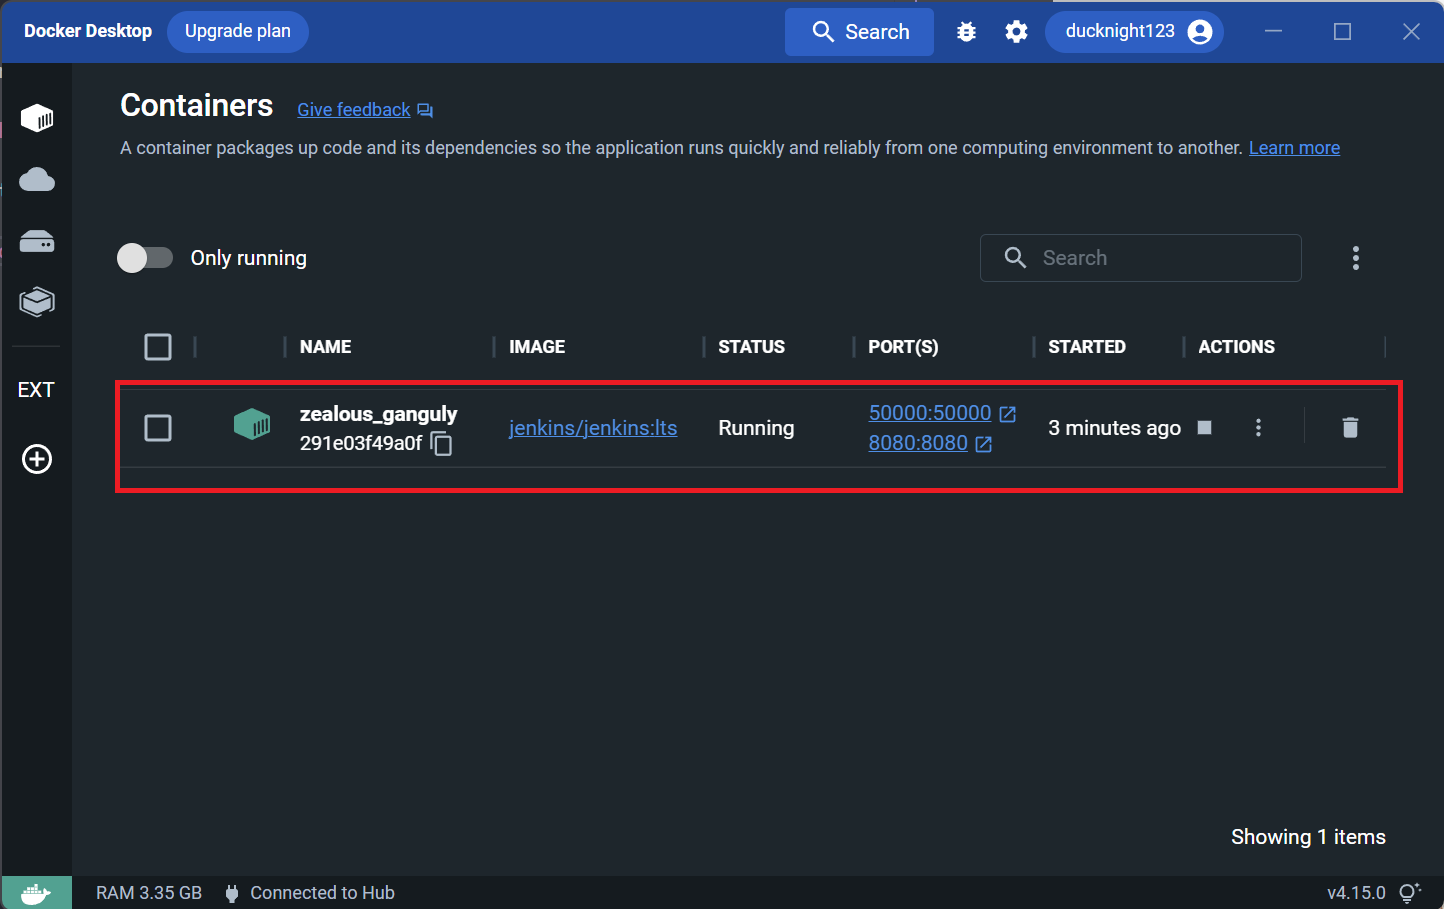 Docker Desktop Upgrade plan Search ducknight123
Containers Give feedback
A container packages up code and its dependencies so the application runs quickly and reliably from one computing environment to another. Learn more
Only running Search
NAME IMAGE STATUS PORT(S) STARTED ACTIONS
EXT
zealous_ganguly
291e03f49a0f
jenkins/jenkins:lts
Running
50000:50000
8080:8080
3 minutes ago
Showing 1 items
RAM 3.35 GB Connected to Hub v4.15.0